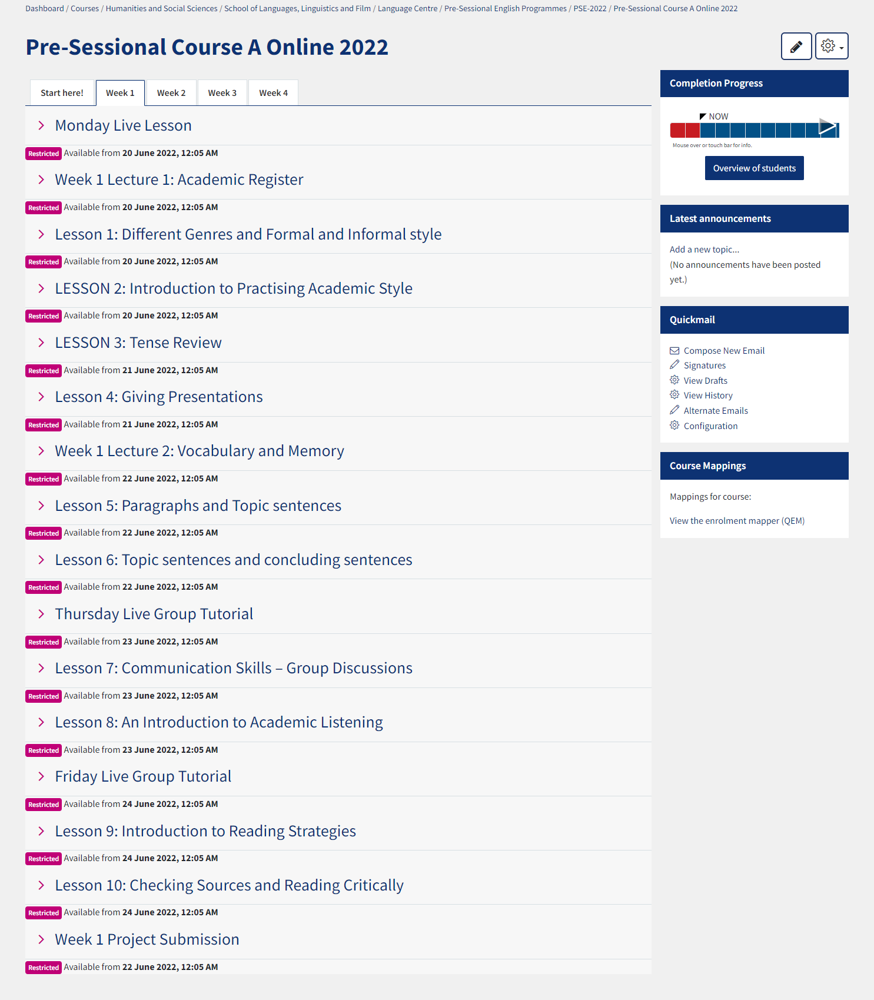 Dashboard / Courses / Humanities and Social Sciences / School of Languages, Linguistics and Film / Language Centre / Pre-Sessional English Programmes / PSE-2022 / Pre-Sessional Course A Online 2022
Pre-Sessional Course A Online 2022
Start here!
Week 1
Week 2
Week 3
Week 4
Monday Live Lesson
Restricted Available from 20 June 2022, 12:05 AM
Week 1 Lecture 1: Academic Register
Restricted Available from 20 June 2022, 12:05 AM
Lesson 1: Different Genres and Formal and Informal style
Restricted Available from 20 June 2022, 12:05 AM
LESSON 2: Introduction to Practising Academic Style
Restricted Available from 20 June 2022, 12:05 AM
LESSON 3: Tense Review
Restricted Available from 21 June 2022, 12:05 AM
Lesson 4: Giving Presentations
Restricted Available from 21 June 2022, 12:05 AM
Week 1 Lecture 2: Vocabulary and Memory
Restricted Available from 22 June 2022, 12:05 AM
Lesson 5: Paragraphs and Topic sentences
Restricted Available from 22 June 2022, 12:05 AM
Lesson 6: Topic sentences and concluding sentences
Restricted Available from 22 June 2022, 12:05 AM
Thursday Live Group Tutorial
Restricted Available from 23 June 2022, 12:05 AM
Lesson 7: Communication Skills – Group Discussions
Restricted Available from 23 June 2022, 12:05 AM
Lesson 8: An Introduction to Academic Listening
Restricted Available from 23 June 2022, 12:05 AM
Friday Live Group Tutorial
Restricted Available from 24 June 2022, 12:05 AM
Lesson 9: Introduction to Reading Strategies
Restricted Available from 24 June 2022, 12:05 AM
Lesson 10: Checking Sources and Reading Critically
Restricted Available from 24 June 2022, 12:05 AM
Week 1 Project Submission
Restricted Available from 22 June 2022, 12:05 AM
Completion Progress
NOW
Mouse over or touch bar for info.
Overview of students
Latest announcements
Add a new topic...
(No announcements have been posted
yet.)
Quickmail
Compose New Email
Signatures
View Drafts
View History
Alternate Emails
Configuration
Course Mappings
Mappings for course:
View the enrolment mapper (QEM)